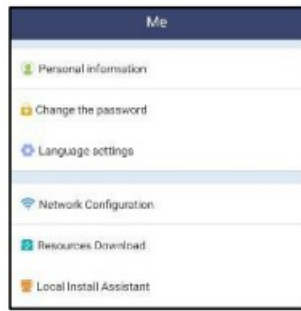 Me
Personal information
Change the password
Language settings
Network Configuration
Resources Download
Local Install Assistant